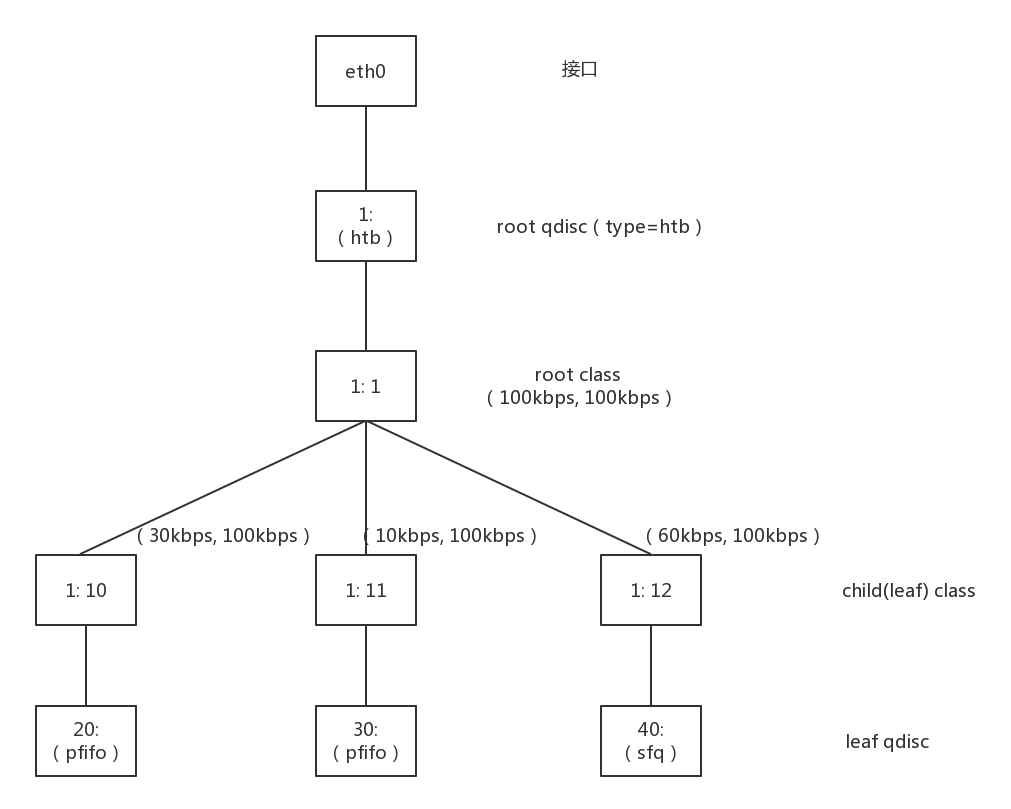 eth0
接口
1:
( htb )
root qdisc ( type=htb )
1: 1
root class
( 100kbps, 100kbps )
( 30kbps, 100kbps )
( 10kbps, 100kbps )
( 60kbps, 100kbps )
1: 10
1: 11
1: 12
child(leaf) class
20:
( pfifo )
30:
( pfifo )
40:
( sfq )
leaf qdisc